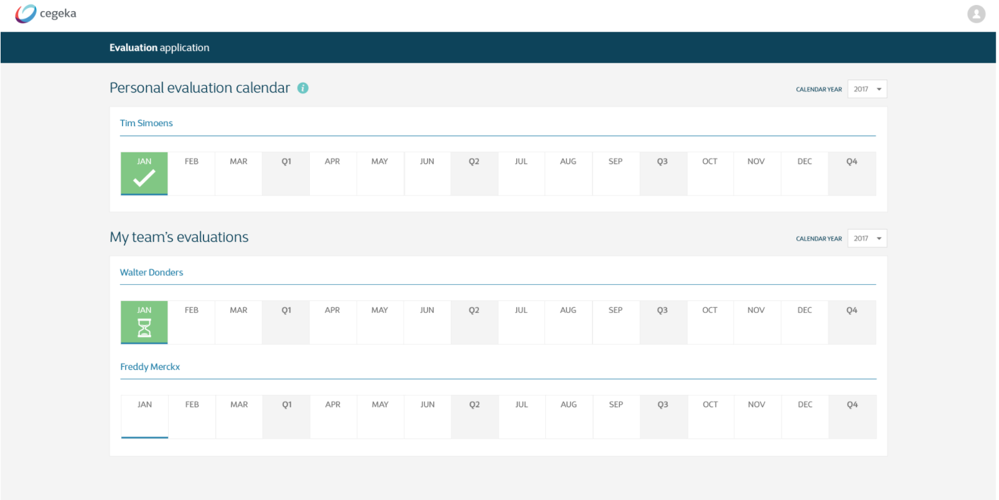 cegeka
Evaluation application
Personal evaluation calendar i
CALENDAR YEAR 2017
Tim Simoens
JAN FEB MAR Q1 APR MAY JUN Q2 JUL AUG SEP Q3 OCT NOV DEC Q4
My team's evaluations
CALENDAR YEAR 2017
Walter Donders
JAN FEB MAR Q1 APR MAY JUN Q2 JUL AUG SEP Q3 OCT NOV DEC Q4
Freddy Merckx
JAN FEB MAR Q1 APR MAY JUN Q2 JUL AUG SEP Q3 OCT NOV DEC Q4